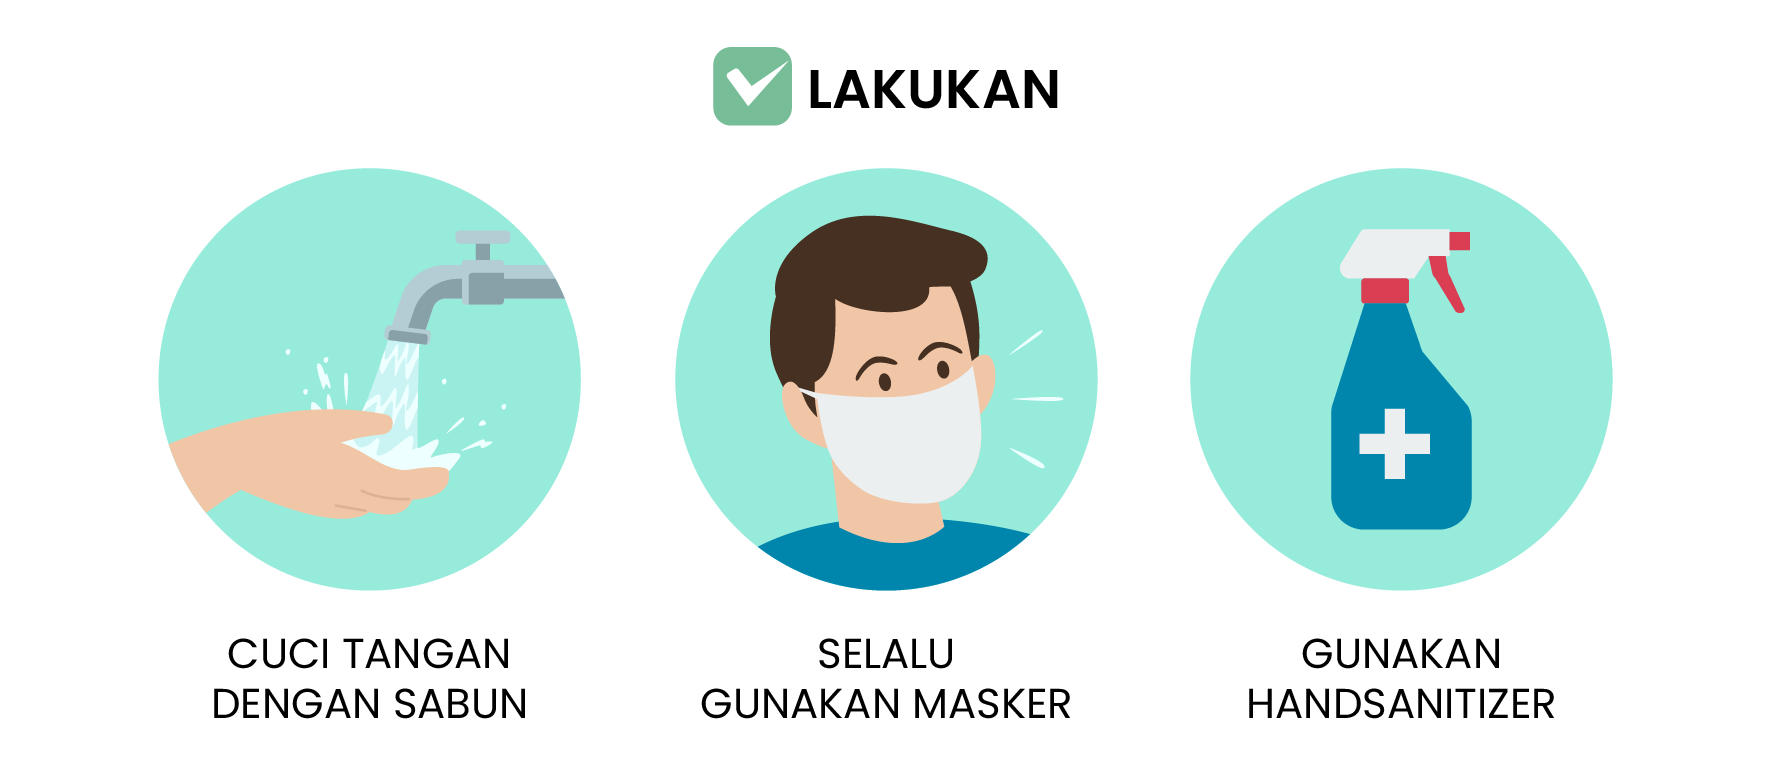 LAKUKAN
CUCI TANGAN
DENGAN SABUN
SELALU
GUNAKAN MASKER
GUNAKAN
HANDSANITIZER